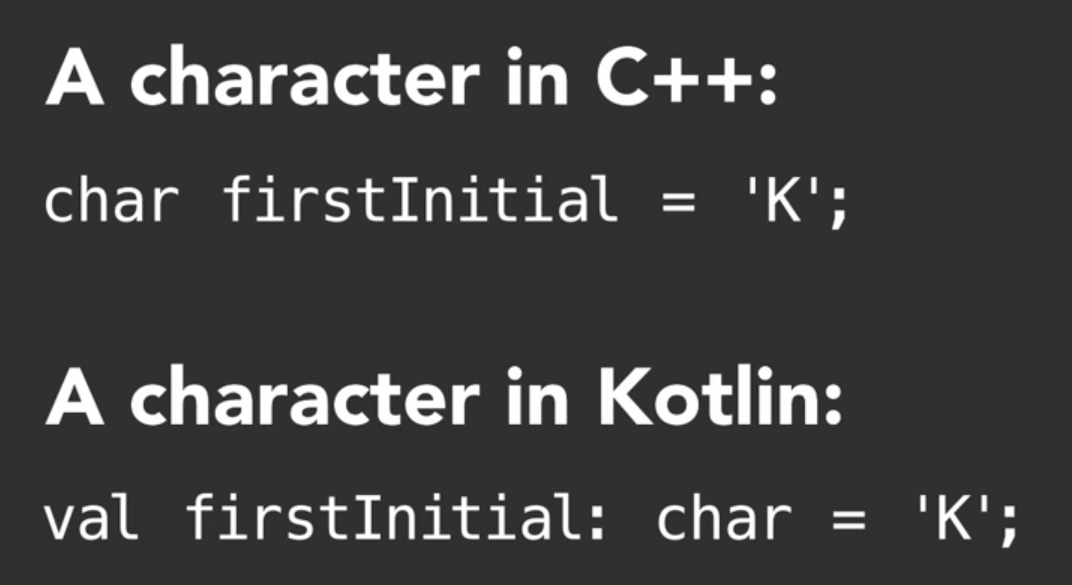 A character in C++:
char firstInitial = 'K';
A character in Kotlin:
val firstInitial: char = 'K';